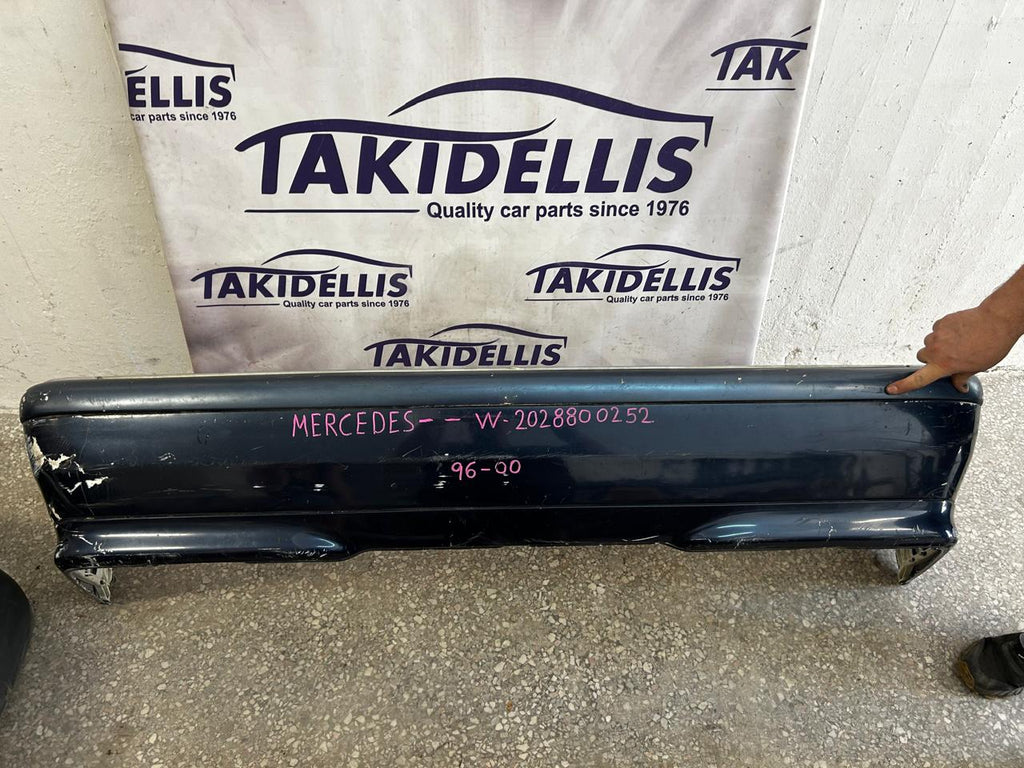 ELLIS
car parts since 1976
TAK
TAKIDELLIS
Quality car parts since 1976
TAKIDELLIS
Quality car parts since 1976
TAKIDELLIS
Quality car parts since 1976
TAKIDELLIS
MERCEDES-- W-2028800252
96-00